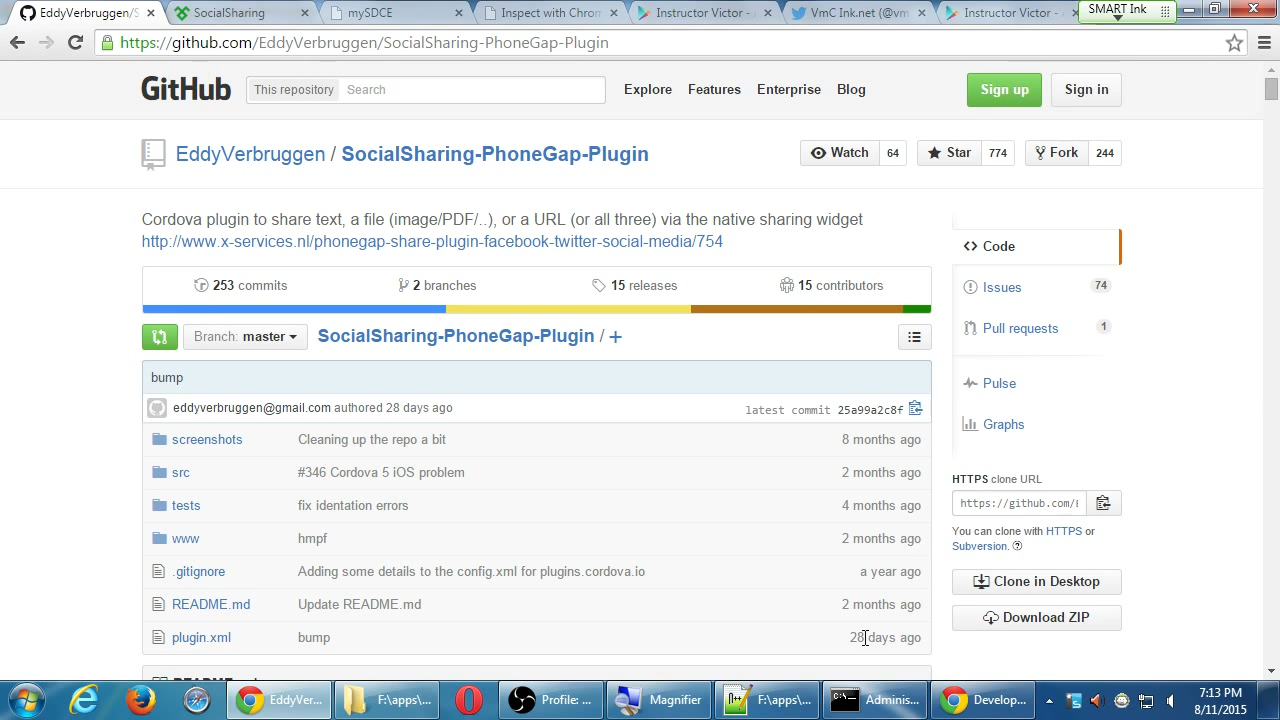 EddyVerbruggen/S
SocialSharing
mySDCE
Inspect with Chrom
Instructor Victor - 
VmC Ink.net (@vm
Instructor Victor - 
SMART Ink
https://github.com/EddyVerbruggen/SocialSharing-PhoneGap-Plugin
GitHub This repository Search Explore Features Enterprise Blog Sign up Sign in
EddyVerbruggen / SocialSharing-PhoneGap-Plugin Watch 64 Star 774 Fork 244
Cordova plugin to share text, a file (image/PDF/..), or a URL (or all three) via the native sharing widget
http://www.x-services.nl/phonegap-share-plugin-facebook-twitter-social-media/754
253 commits 2 branches 15 releases 15 contributors
Branch: master SocialSharing-PhoneGap-Plugin / +
bump
eddyverbruggen@gmail.com authored 28 days ago latest commit 25a99a2c8f
screenshots Cleaning up the repo a bit 8 months ago
src #346 Cordova 5 iOS problem 2 months ago
tests fix identation errors 4 months ago
www hmpf 2 months ago
.gitignore Adding some details to the config.xml for plugins.cordova.io a year ago
README.md Update README.md 2 months ago
plugin.xml bump 28 days ago
README.md
<> Code
Issues 74
Pull requests 1
Pulse
Graphs
HTTPS clone URL
https://github.com/E
You can clone with HTTPS or
Subversion.
Clone in Desktop
Download ZIP
EddyVer...
F:\apps\...
Profile: ...
Magnifier
F:\apps\...
Adminis...
Develop...
7:13 PM
8/11/2015